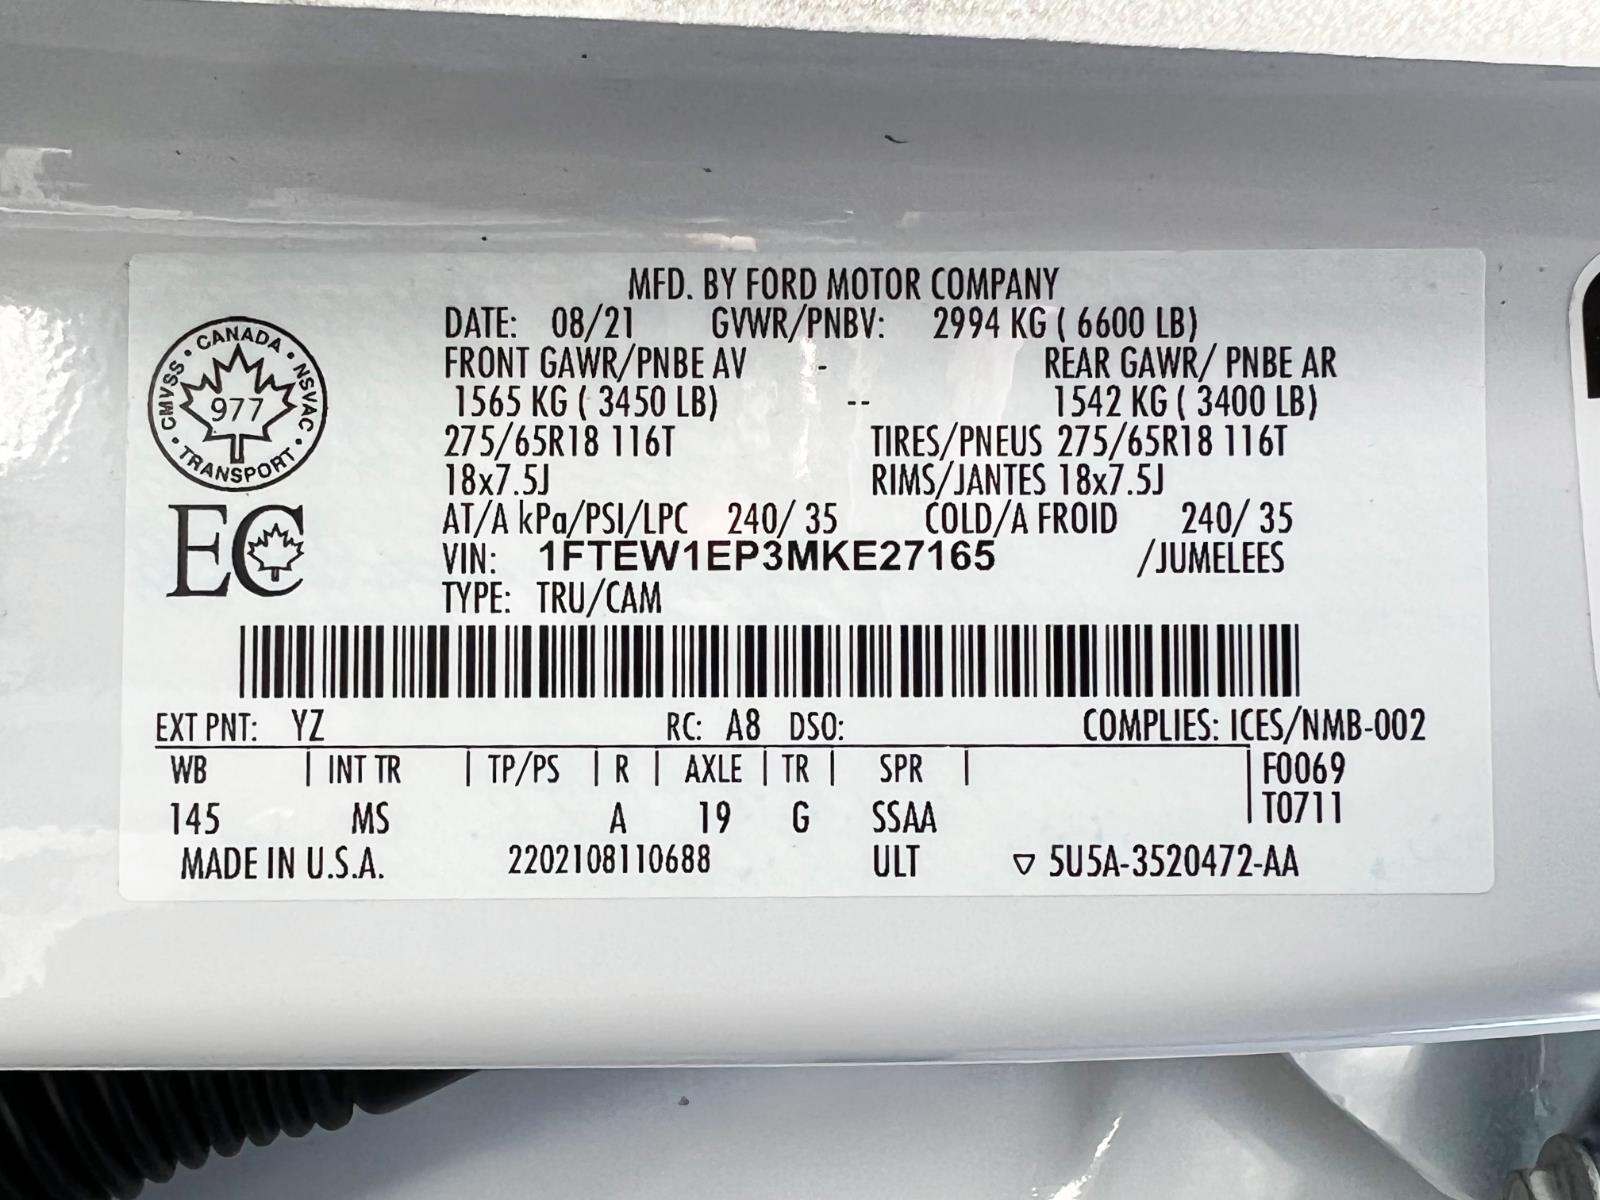 MFD. BY FORD MOTOR COMPANY
DATE: 08/21 GVWR/PNBV: 2994 KG ( 6600 LB)
FRONT GAWR/PNBE AV - REAR GAWR/ PNBE AR
1565 KG ( 3450 LB) -- 1542 KG ( 3400 LB)
275/65R18 116T TIRES/PNEUS 275/65R18 116T
18x7.5J RIMS/JANTES 18x7.5J
AT/A kPa/PSI/LPC 240/ 35 COLD/A FROID 240/ 35
VIN: 1FTEW1EP3MKE27165 /JUMELEES
TYPE: TRU/CAM
CANADA • NSVAC • TRANSPORT • CMVSS •
977
EC
EXT PNT: YZ RC: A8 DSO: COMPLIES: ICES/NMB-002
WB | INT TR | TP/PS | R | AXLE | TR | SPR | F0069
145 MS A 19 G SSAA T0711
MADE IN U.S.A. 2202108110688 ULT ▽ 5U5A-3520472-AA